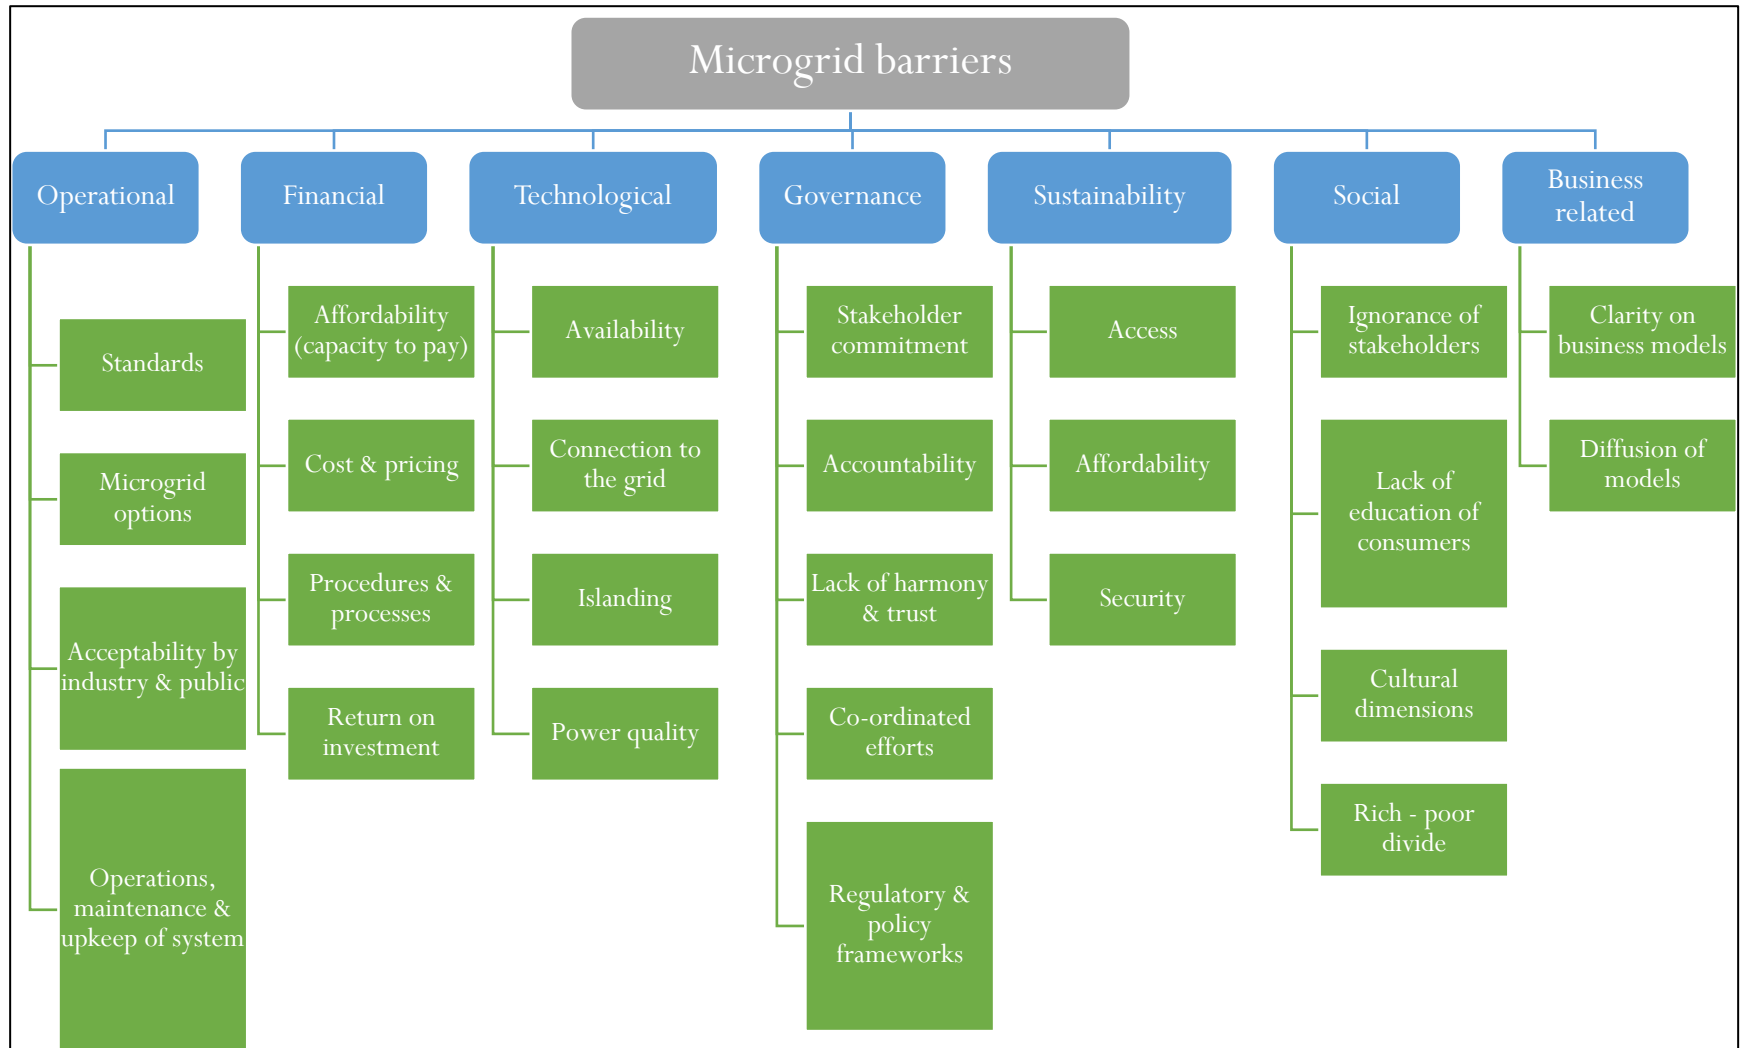 Microgrid barriers
Operational
Financial
Technological
Governance
Sustainability
Social
Business
related
Standards
Microgrid
options
Acceptability by
industry & public
Operations,
maintenance &
upkeep of system
Affordability
(capacity to pay)
Cost & pricing
Procedures &
processes
Return on
investment
Availability
Connection to
the grid
Islanding
Power quality
Stakeholder
commitment
Accountability
Lack of harmony
& trust
Co-ordinated
efforts
Regulatory &
policy
frameworks
Access
Affordability
Security
Ignorance of
stakeholders
Lack of
education of
consumers
Cultural
dimensions
Rich - poor
divide
Clarity on
business models
Diffusion of
models